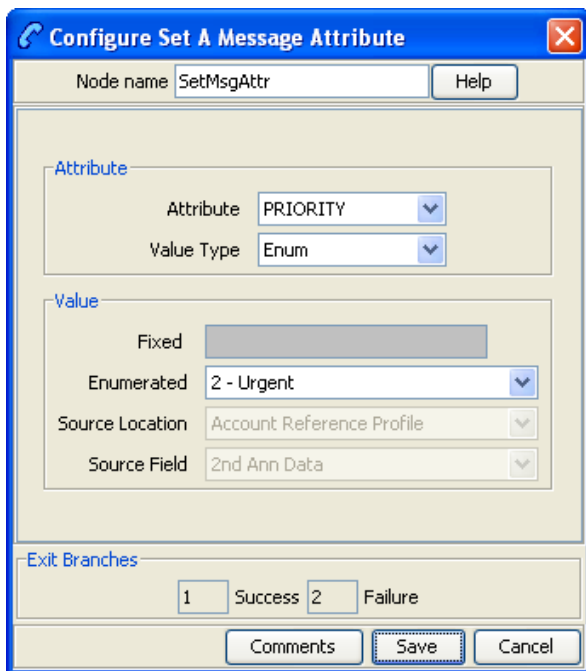 Configure Set A Message Attribute
Node name SetMsgAttr Help
Attribute
Attribute PRIORITY
Value Type Enum
Value
Fixed
Enumerated 2 - Urgent
Source Location Account Reference Profile
Source Field 2nd Ann Data
Exit Branches
1 Success 2 Failure
Comments Save Cancel